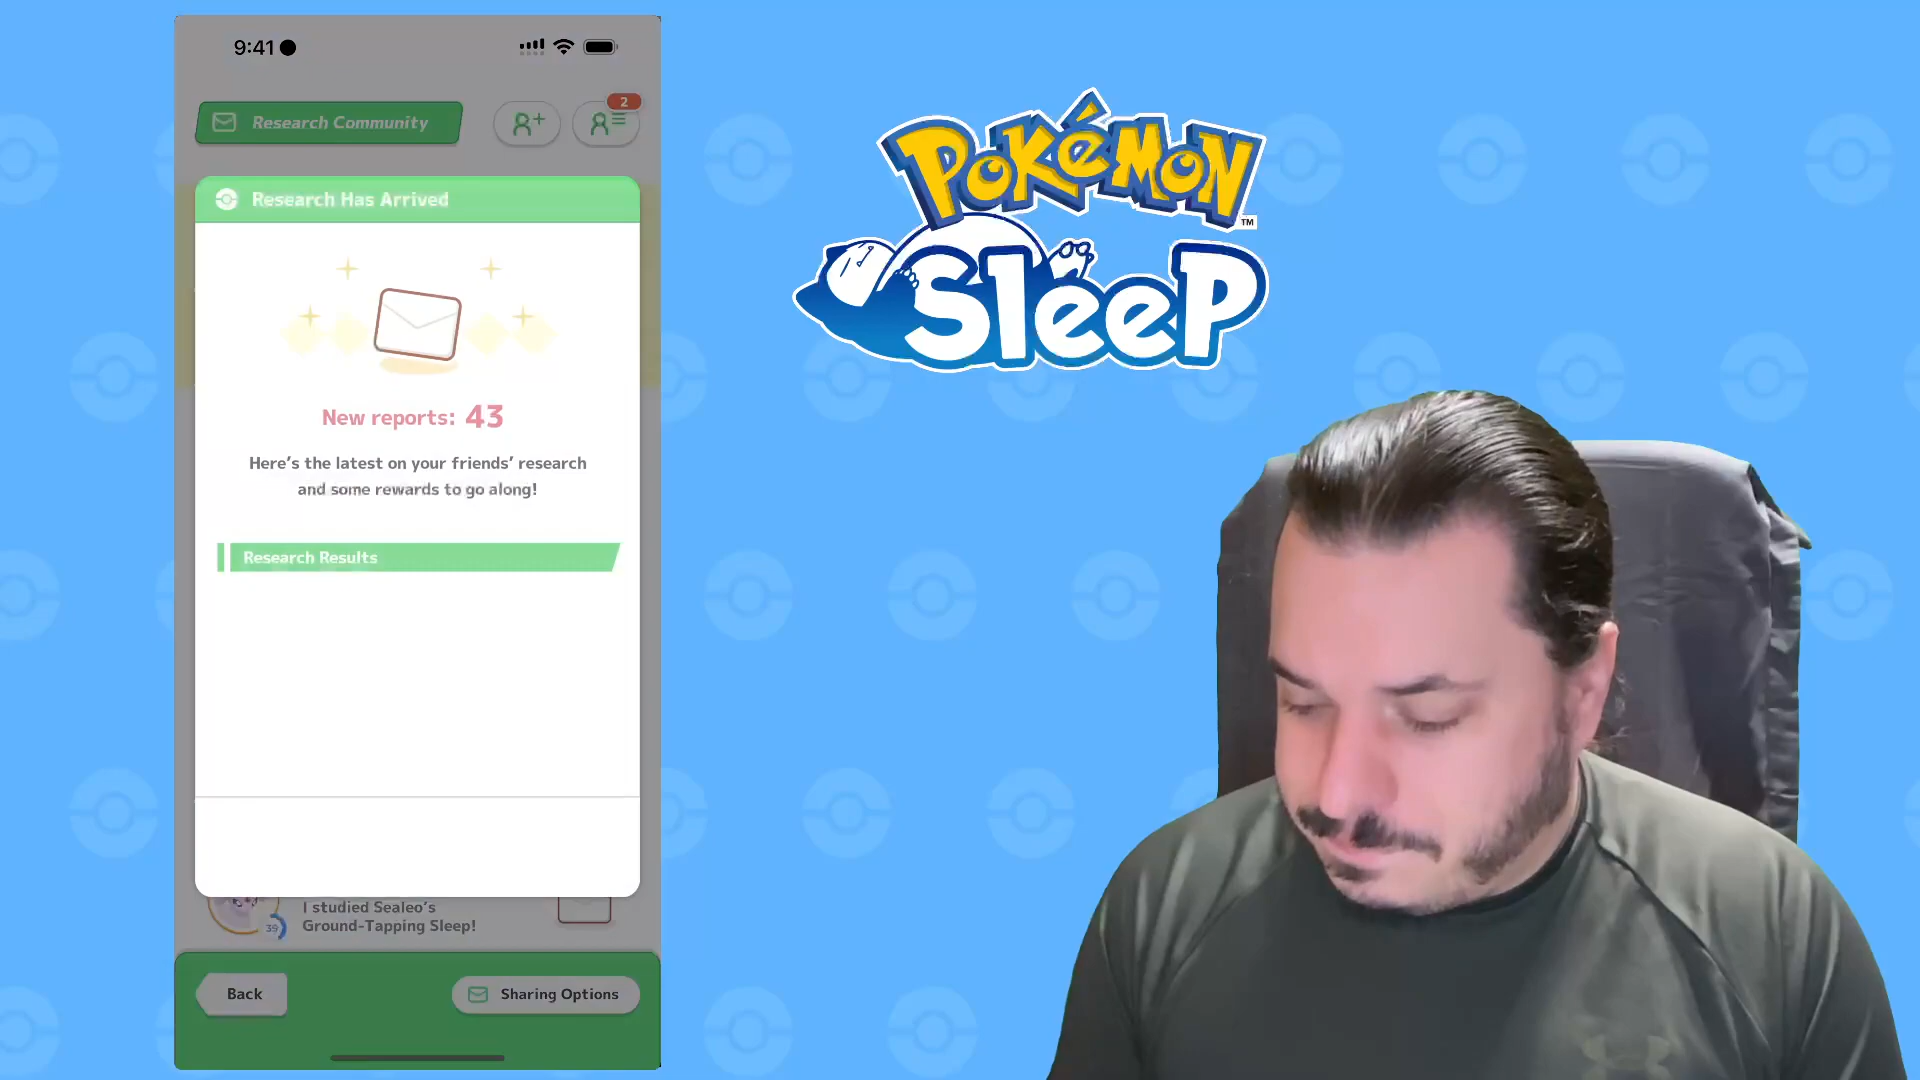 9:41
Research Community
2
Research Has Arrived
New reports: 43
Here's the latest on your friends' research
and some rewards to go along!
Research Results
39
I studied Sealeo's
Ground-Tapping Sleep!
Back
Sharing Options
POKéMON
TM
Sleep